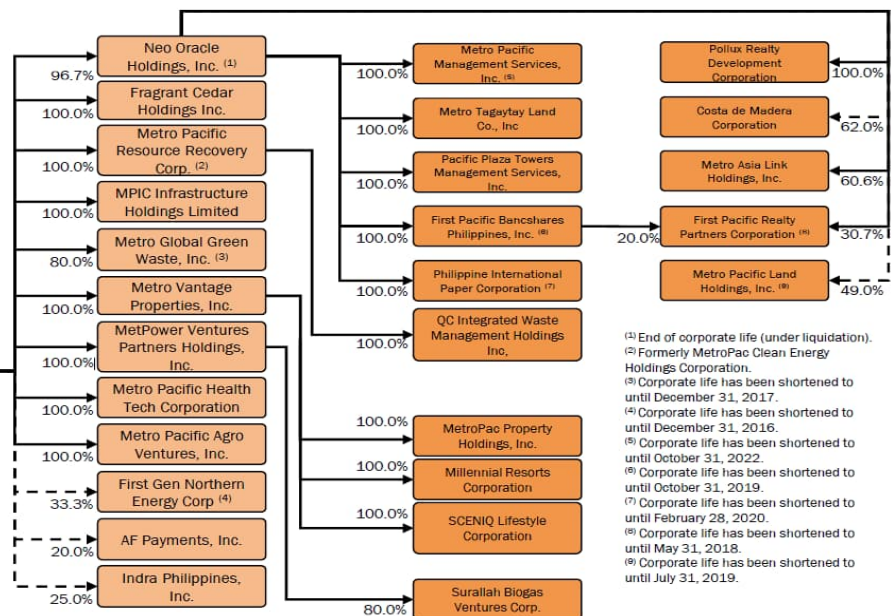 Neo Oracle
Holdings, Inc. (1)
96.7%
Fragrant Cedar
Holdings Inc.
100.0%
Metro Pacific
Resource Recovery
Corp. (2)
100.0%
MPIC Infrastructure
Holdings Limited
100.0%
Metro Global Green
Waste, Inc. (3)
80.0%
Metro Vantage
Properties, Inc.
100.0%
MetPower Ventures
Partners Holdings,
Inc.
100.0%
Metro Pacific Health
Tech Corporation
100.0%
Metro Pacific Agro
Ventures, Inc.
100.0%
First Gen Northern
Energy Corp (4)
33.3%
AF Payments, Inc.
20.0%
Indra Philippines,
Inc.
25.0%
Metro Pacific
Management Services,
Inc. (5)
100.0%
Metro Tagaytay Land
Co., Inc
100.0%
Pacific Plaza Towers
Management Services,
Inc.
100.0%
First Pacific Bancshares
Philippines, Inc. (6)
100.0%
Philippine International
Paper Corporation (7)
100.0%
QC Integrated Waste
Management Holdings
Inc,
100.0%
100.0%
MetroPac Property
Holdings, Inc.
100.0%
Millennial Resorts
Corporation
100.0%
SCENIQ Lifestyle
Corporation
Surallah Biogas
Ventures Corp.
80.0%
Pollux Realty
Development
Corporation
100.0%
Costa de Madera
Corporation
62.0%
Metro Asia Link
Holdings, Inc.
60.6%
First Pacific Realty
Partners Corporation
20.0%
30.7%
Metro Pacific Land
Holdings, Inc.
49.0%
(1) End of corporate life (under liquidation).
(2) Formerly MetroPac Clean Energy
Holdings Corporation.
(3) Corporate life has been shortened to
until December 31, 2017.
(4) Corporate life has been shortened to
until December 31, 2016.
(5) Corporate life has been shortened to
until October 31, 2022.
(6) Corporate life has been shortened to
until October 31, 2019.
(7) Corporate life has been shortened to
until February 28, 2020.
(8) Corporate life has been shortened to
until May 31, 2018.
(9) Corporate life has been shortened to
until July 31, 2019.